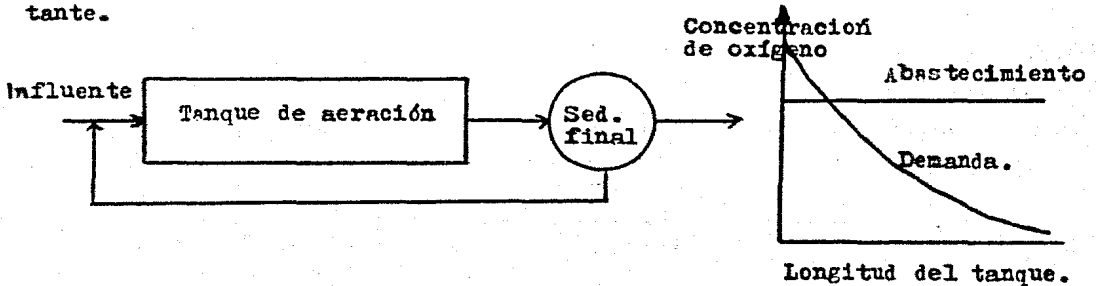 tante.
Concentración
de oxígeno
Influente
Abastecimiento
Tanque de aeración
Sed.
final
Demanda.
Longitud del tanque.